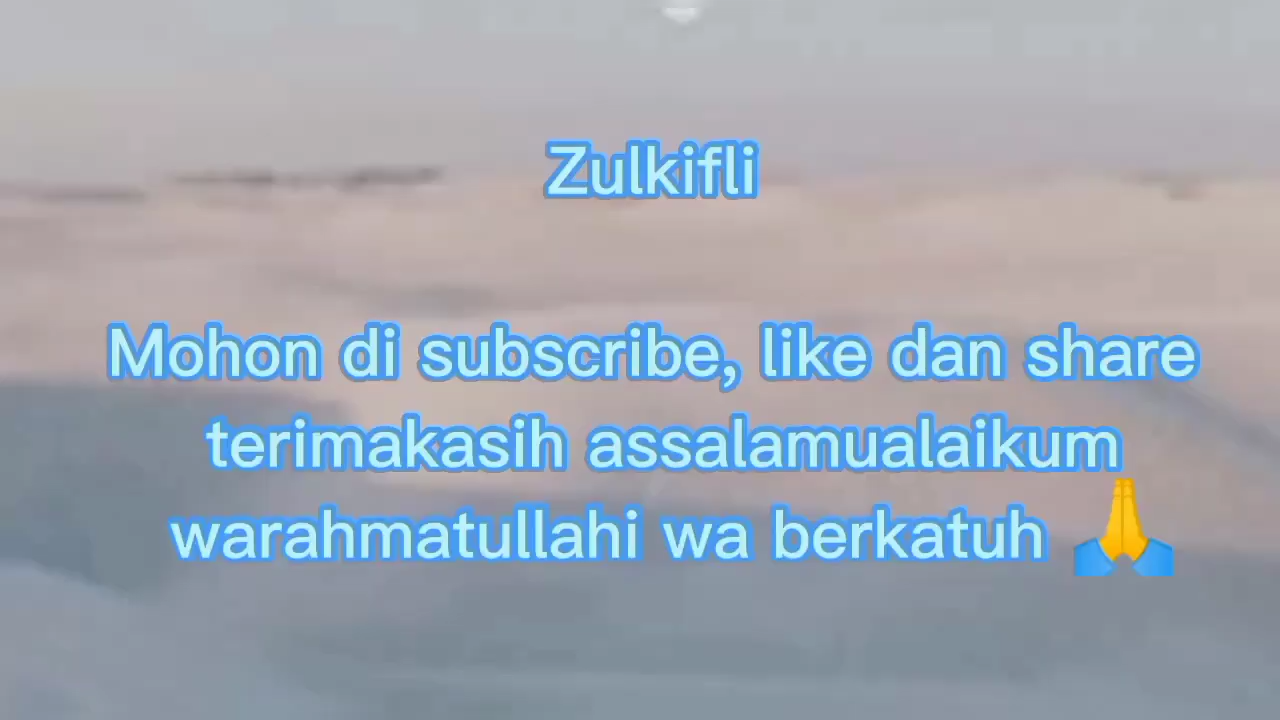 Zulkifli
Mohon di subscribe, like dan share
terimakasih assalamualaikum
warahmatullahi wa berkatuh 🙏